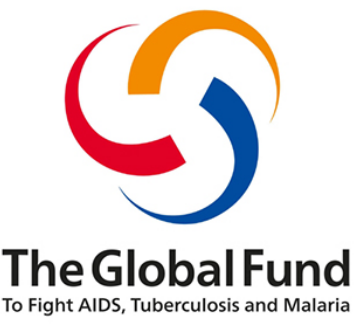 The Global Fund
To Fight AIDS, Tuberculosis and Malaria